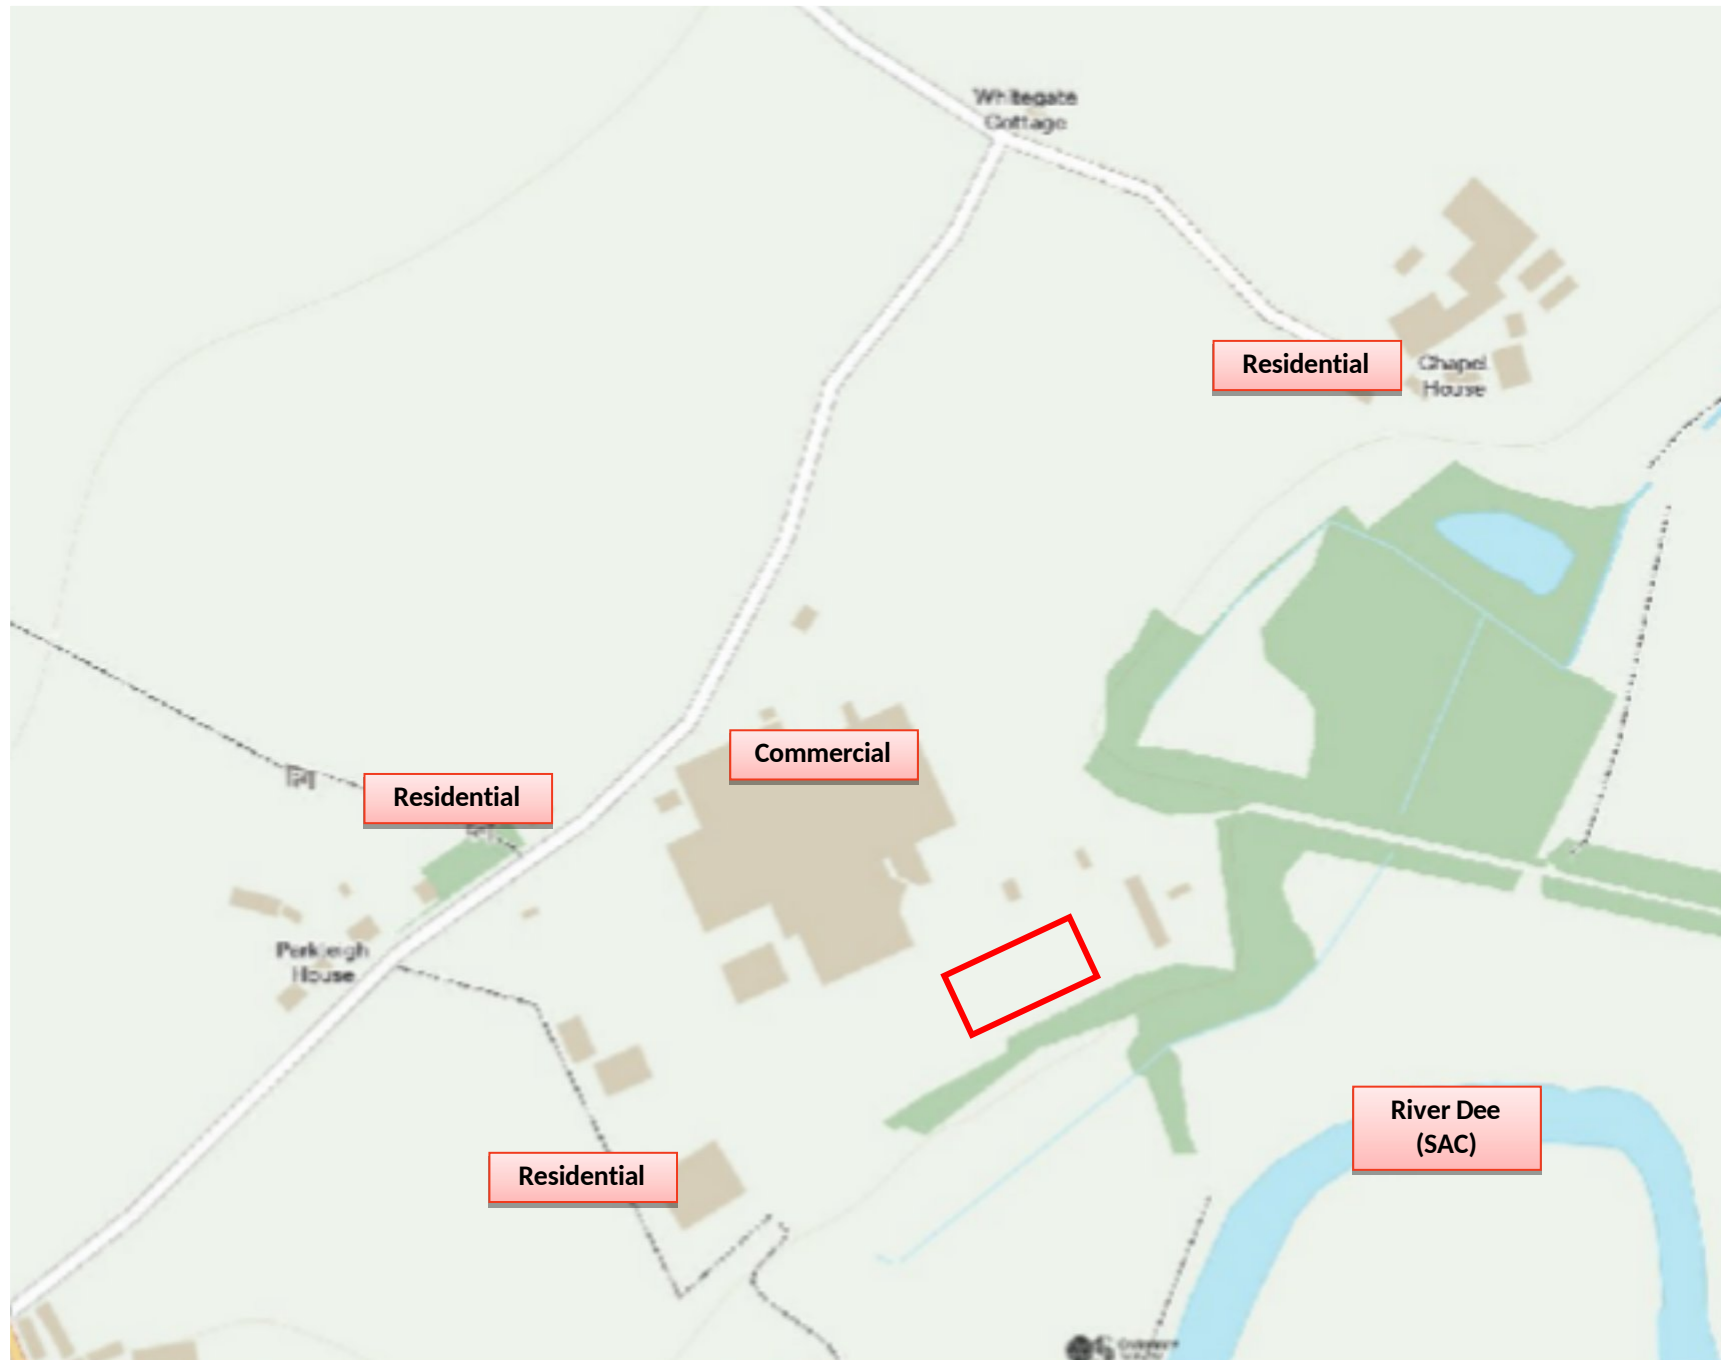 Whitegate
Cottage
Residential
Chapel
House
Commercial
Residential
Parkleigh
House
River Dee
(SAC)
Residential